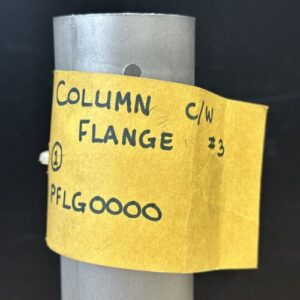 COLUMN C/W
FLANGE #3
①
PFLG0000